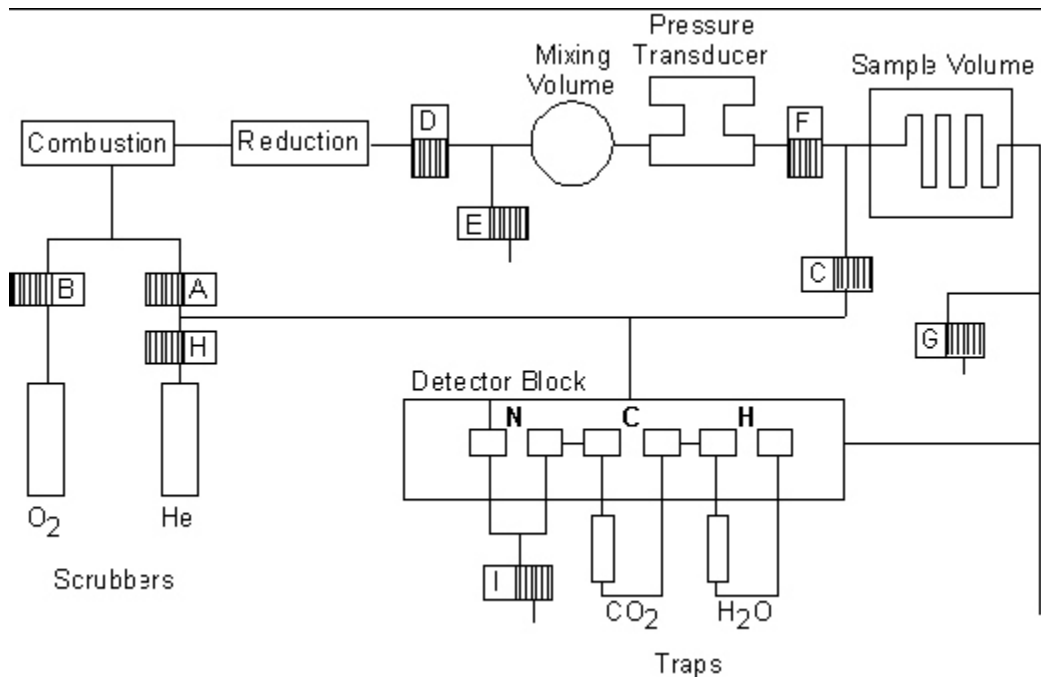 Pressure
Transducer
Mixing
Volume
Sample Volume
D
F
Combustion
Reduction
E
C
B
A
H
G
Detector Block
N C H
O2
He
I
CO2
H2O
Scrubbers
Traps